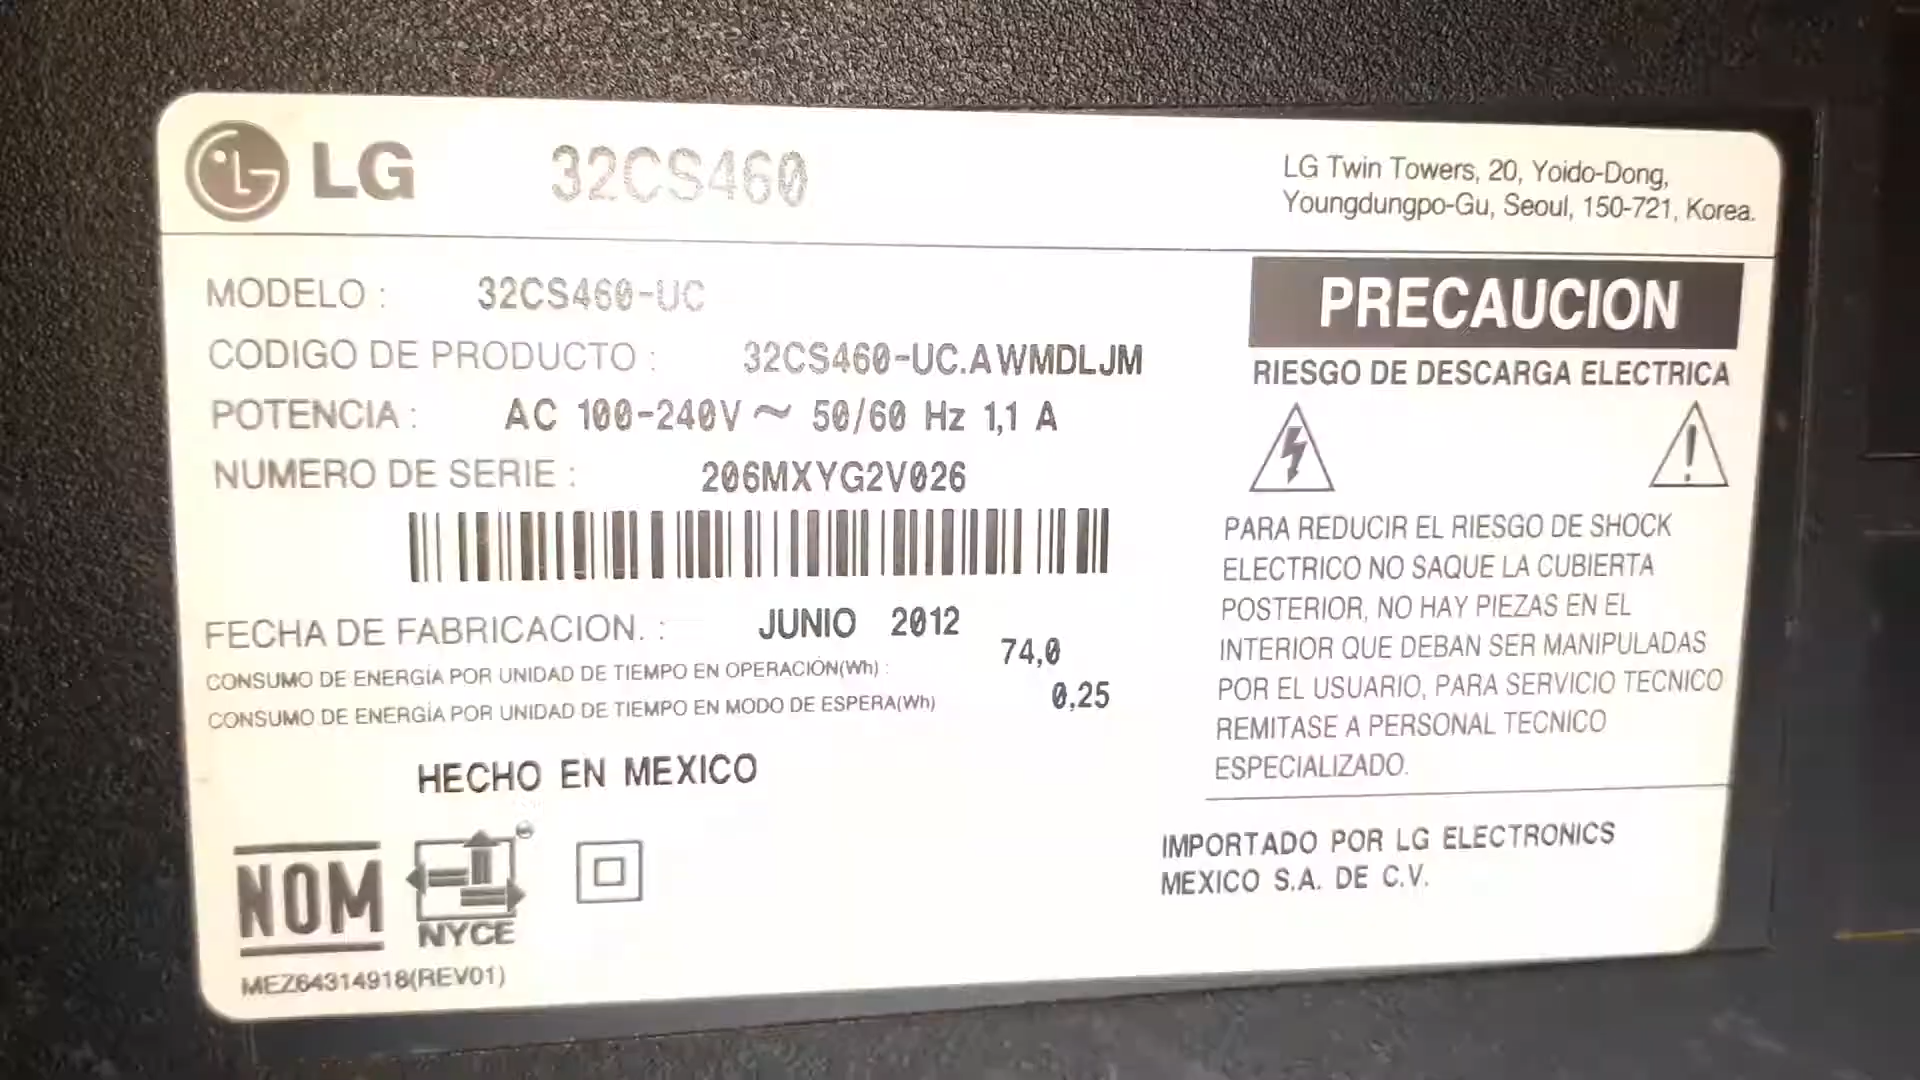 LG 32CS460
LG Twin Towers, 20, Yoido-Dong,
Youngdungpo-Gu, Seoul, 150-721, Korea.
MODELO : 32CS460-UC
CODIGO DE PRODUCTO : 32CS460-UC.AWMDLJM
POTENCIA : AC 100-240V ~ 50/60 Hz 1,1 A
NUMERO DE SERIE : 206MXYG2V026
FECHA DE FABRICACION. : JUNIO 2012
CONSUMO DE ENERGÍA POR UNIDAD DE TIEMPO EN OPERACIÓN(Wh) : 74,0
CONSUMO DE ENERGÍA POR UNIDAD DE TIEMPO EN MODO DE ESPERA(Wh) 0,25
HECHO EN MEXICO
NOM
NYCE
MEZ64314918(REV01)
PRECAUCION
RIESGO DE DESCARGA ELECTRICA
PARA REDUCIR EL RIESGO DE SHOCK
ELECTRICO NO SAQUE LA CUBIERTA
POSTERIOR, NO HAY PIEZAS EN EL
INTERIOR QUE DEBAN SER MANIPULADAS
POR EL USUARIO, PARA SERVICIO TECNICO
REMITASE A PERSONAL TECNICO
ESPECIALIZADO.
IMPORTADO POR LG ELECTRONICS
MEXICO S.A. DE C.V.